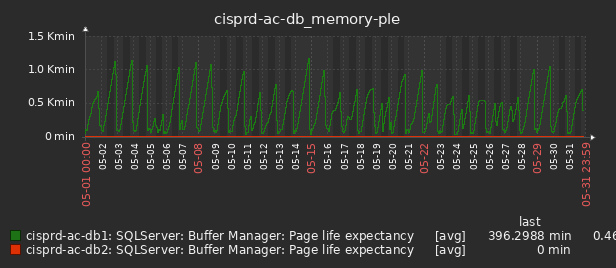 cisprd-ac-db_memory-ple
1.5 Kmin
1.0 Kmin
0.5 Kmin
0 min
05-01 00:00 05-02 05-03 05-04 05-05 05-06 05-07 05-08 05-09 05-10 05-11 05-12 05-13 05-14 05-15 05-16 05-17 05-18 05-19 05-20 05-21 05-22 05-23 05-24 05-25 05-26 05-27 05-28 05-29 05-30 05-31 05-31 23:59
last
cisprd-ac-db1: SQLServer: Buffer Manager: Page life expectancy [avg] 396.2988 min 0.46
cisprd-ac-db2: SQLServer: Buffer Manager: Page life expectancy [avg] 0 min